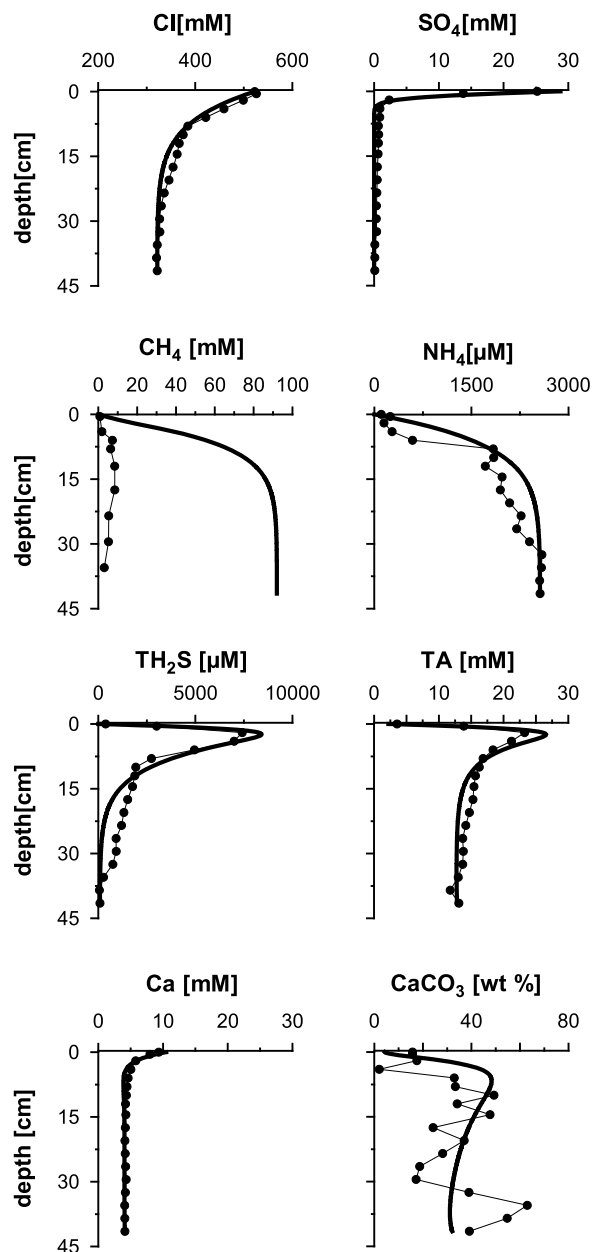 Cl[mM] SO₄[mM]
200 400 600 0 10 20 30
0
15
30
45
depth[cm]
CH₄ [mM] NH₄[µM]
0 20 40 60 80 100 0 1500 3000
0
15
30
45
depth[cm]
TH₂S [µM] TA [mM]
0 5000 10000 0 10 20 30
0
15
30
45
depth[cm]
Ca [mM] CaCO₃ [wt %]
0 10 20 30 0 40 80
0
15
30
45
depth [cm]